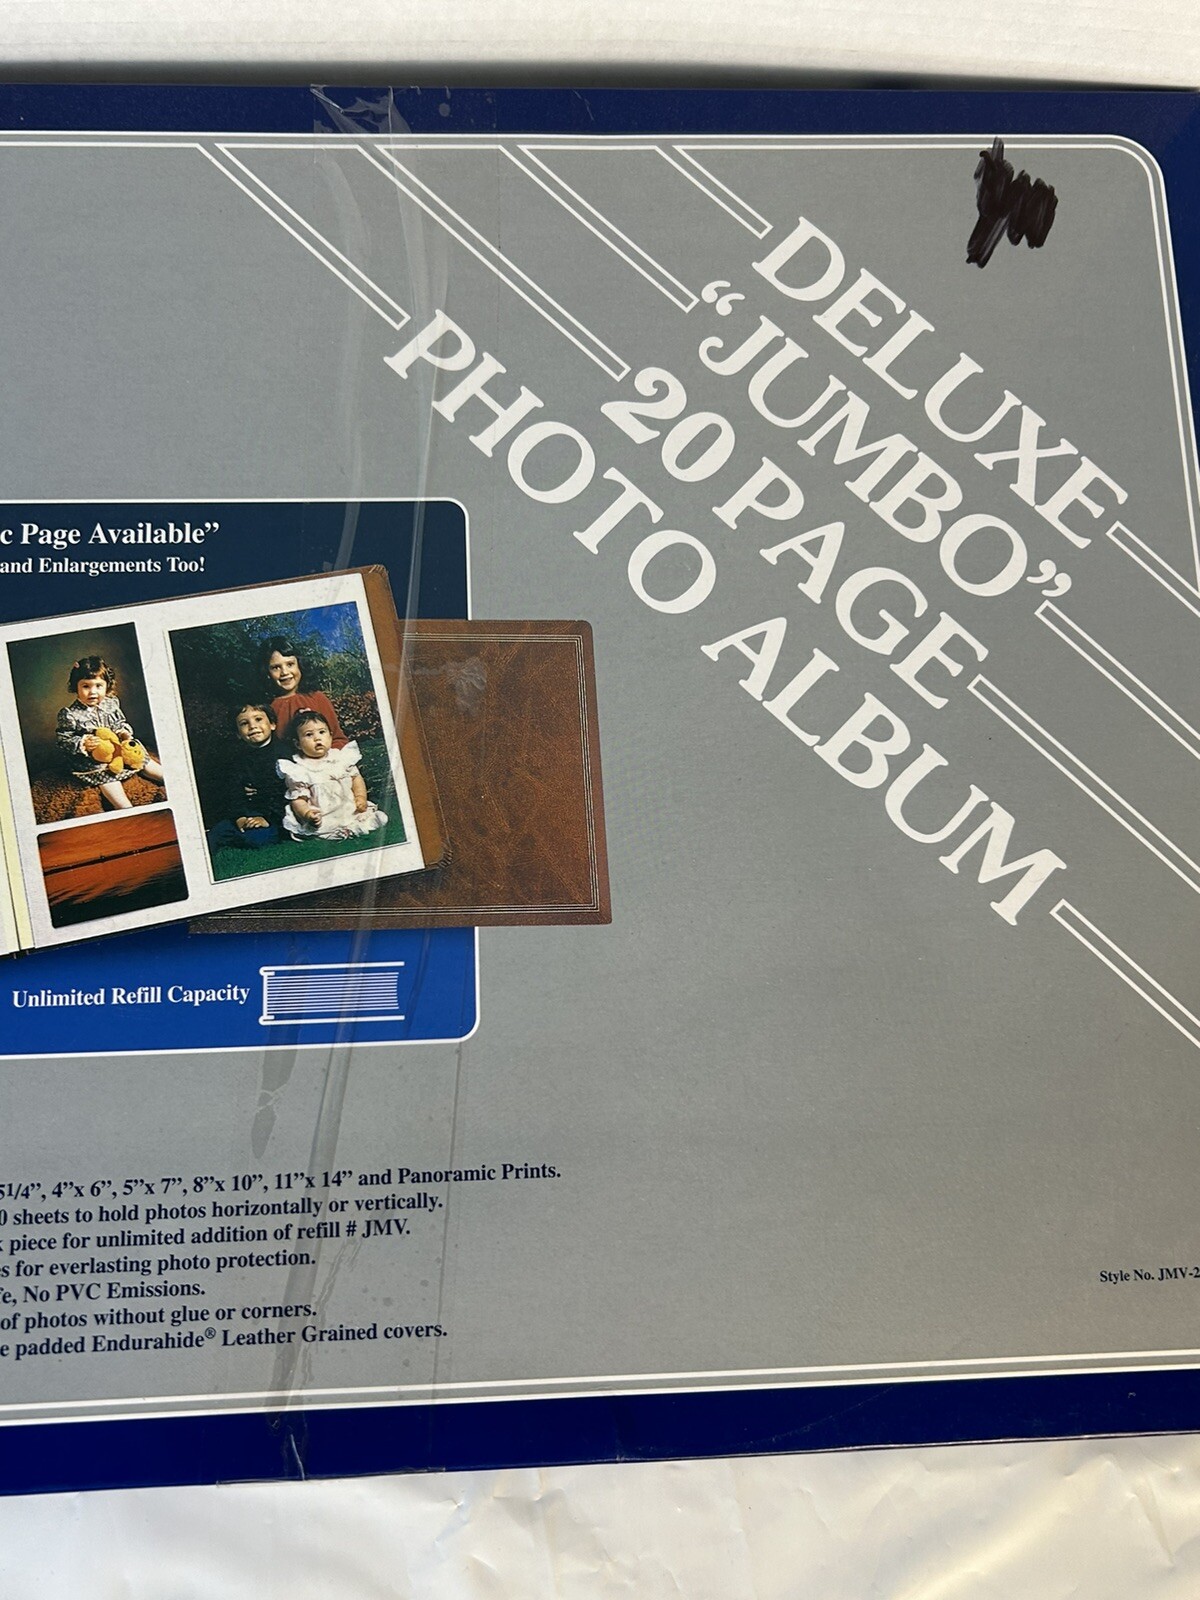 DELUXE
“JUMBO”
20 PAGE
PHOTO ALBUM
c Page Available”
and Enlargements Too!
Unlimited Refill Capacity
51/4”, 4”x 6”, 5”x 7”, 8”x 10”, 11”x 14” and Panoramic Prints.
0 sheets to hold photos horizontally or vertically.
piece for unlimited addition of refill # JMV.
s for everlasting photo protection.
fe, No PVC Emissions.
of photos without glue or corners.
e padded Endurahide® Leather Grained covers.
Style No. JMV-2